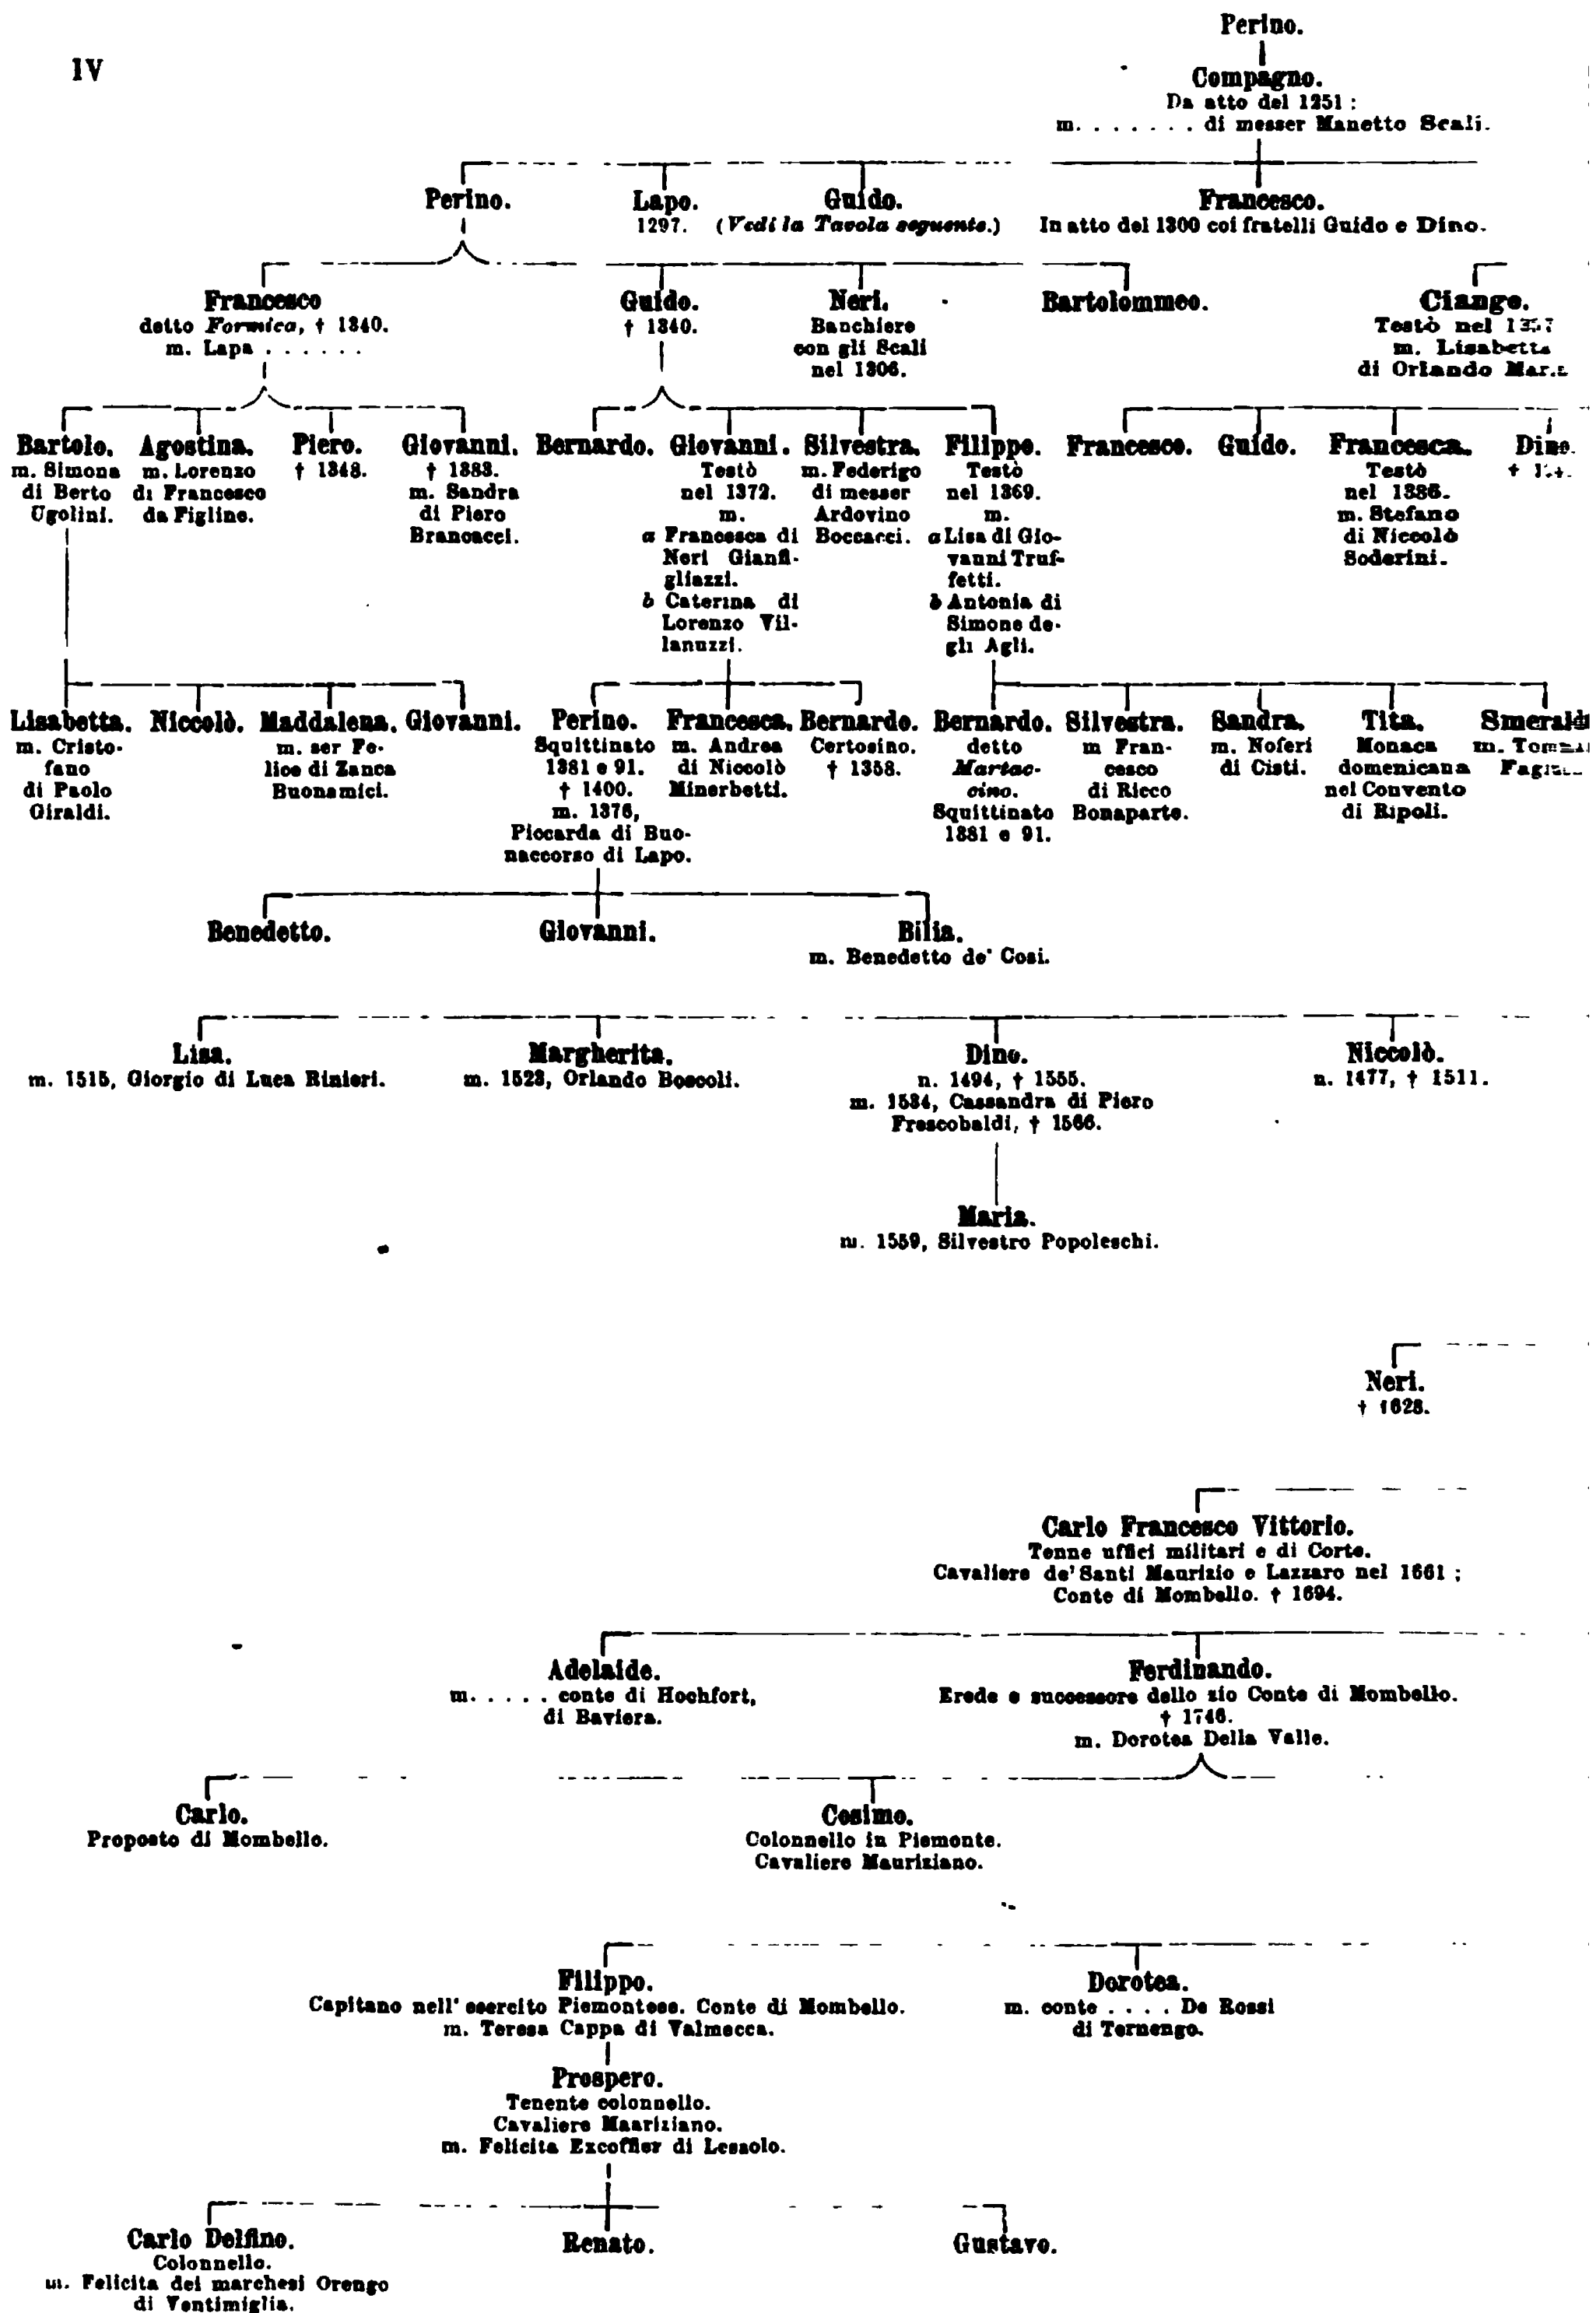 IV
Perino.
Compagno.
Da atto del 1251 :
m. . . . . . . . di messer Manetto Scali.
Perino.
Lapo.
1297.
Guido.
(Vedi la Tavola seguente.)
Francesco.
In atto del 1300 coi fratelli Guido e Dino.
Francesco
detto Formica, † 1340.
m. Lapa . . . . . .
Guido.
† 1340.
Neri.
Banchiere
con gli Scali
nel 1306.
Bartolommeo.
Ciango.
Testò nel
m. Lisabetta
di Orlando
Bartolo.
m. Simona
di Berto
Ugolini.
Agostina.
m. Lorenzo
di Francesco
da Figline.
Piero.
† 1348.
Giovanni.
† 1383.
m. Sandra
di Piero
Brancacci.
Bernardo.
Giovanni.
Testò
nel 1372.
m.
a Francesca di
Neri Gianfi-
gliazzi.
b Caterina di
Lorenzo Vil-
lanuzzi.
Silvestra.
m. Federigo
di messer
Ardovino
Boccacci.
Filippo.
Testò
nel 1369.
m.
a Lisa di Gio-
vanni Truf-
fetti.
b Antonia di
Simone de-
gli Agli.
Francesco.
Guido.
Francesca.
Testò
nel 1386.
m. Stefano
di Niccolò
Soderini.
Dino.
†
Lisabetta.
m. Cristo-
fano
di Paolo
Giraldi.
Niccolò.
Maddalena.
m. ser Fe-
lice di Zanca
Buonamici.
Giovanni.
Perino.
Squittinato
1381 e 91.
† 1400.
m. 1376,
Piccarda di Buo-
naccorso di Lapo.
Francesca.
m. Andrea
di Niccolò
Minerbetti.
Bernardo.
Certosino.
† 1358.
Bernardo.
detto
Martac-
cino.
Squittinato
1381 e 91.
Silvestra.
m Fran-
cesco
di Ricco
Bonaparte.
Sandra.
m. Noferi
di Cisti.
Tita.
Monaca
domenicana
nel Convento
di Ripoli.
Smerald
m.
Benedetto.
Giovanni.
Bilia.
m. Benedetto de' Cosi.
Lisa.
m. 1515, Giorgio di Luca Rinieri.
Margherita.
m. 1523, Orlando Boscoli.
Dino.
n. 1494, † 1555.
m. 1534, Cassandra di Piero
Frescobaldi, † 1566.
Niccolò.
n. 1477, † 1511.
Maria.
m. 1559, Silvestro Popoleschi.
Neri.
† 1628.
Carlo Francesco Vittorio.
Tenne uffici militari e di Corte.
Cavaliere de' Santi Maurizio e Lazzaro nel 1661 ;
Conte di Mombello. † 1694.
Adelaide.
m. . . . . conte di Hochfort,
di Baviera.
Ferdinando.
Erede e successore dello zio Conte di Mombello.
† 1746.
m. Dorotea Della Valle.
Carlo.
Proposto di Mombello.
Cosimo.
Colonnello in Piemonte.
Cavaliere Mauriziano.
Filippo.
Capitano nell' esercito Piemontese. Conte di Mombello.
m. Teresa Cappa di Valmecca.
Dorotea.
m. conte . . . . De Rossi
di Ternengo.
Prospero.
Tenente colonnello.
Cavaliere Maariziano.
m. Felicita Excoffier di Lessolo.
Carlo Delfino.
Colonnello.
m. Felicita dei marchesi Orengo
di Ventimiglia.
Renato.
Gustavo.